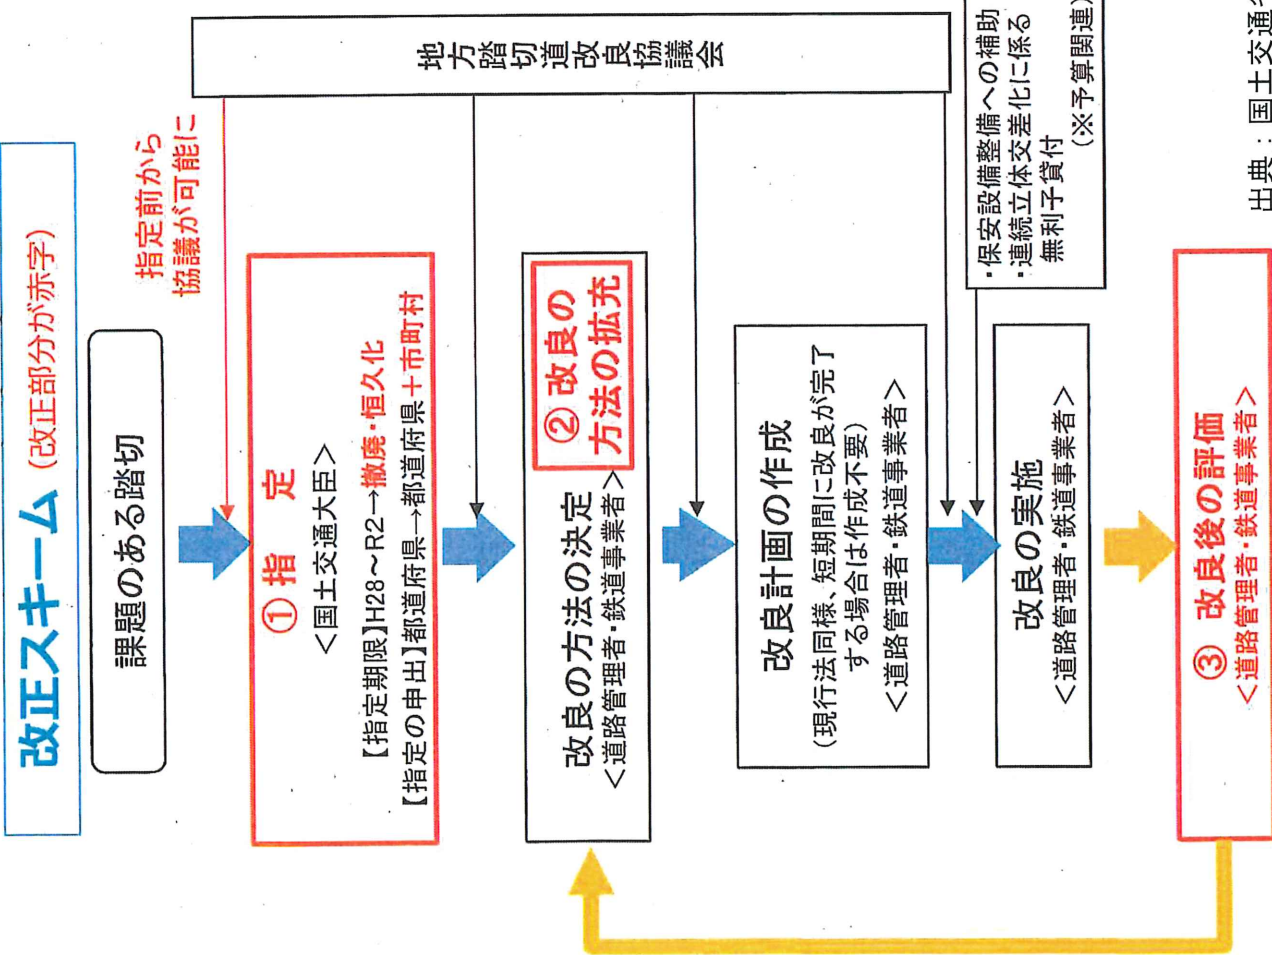 改正スキーム（改正部分が赤字）
課題のある踏切
指定前から
協議が可能に
地方踏切道改良協議会
① 指　定
＜国土交通大臣＞
【指定期限】H28～R2→撤廃・恒久化
【指定の申出】都道府県→都道府県＋市町村
改良の方法の決定
＜道路管理者・鉄道事業者＞
② 改良の
方法の拡充
改良計画の作成
（現行法同様、短期間に改良が完了
する場合は作成不要）
＜道路管理者・鉄道事業者＞
・保安設備整備への補助
・連続立体交差化に係る
無利子貸付
（※予算関連）
改良の実施
＜道路管理者・鉄道事業者＞
③ 改良後の評価
＜道路管理者・鉄道事業者＞
出典：国土交通